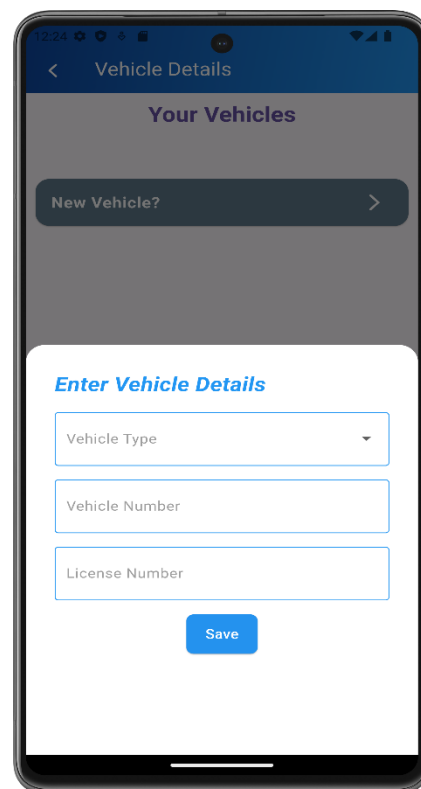 12:24
Vehicle Details
Your Vehicles
New Vehicle?
Enter Vehicle Details
Vehicle Type
Vehicle Number
License Number
Save